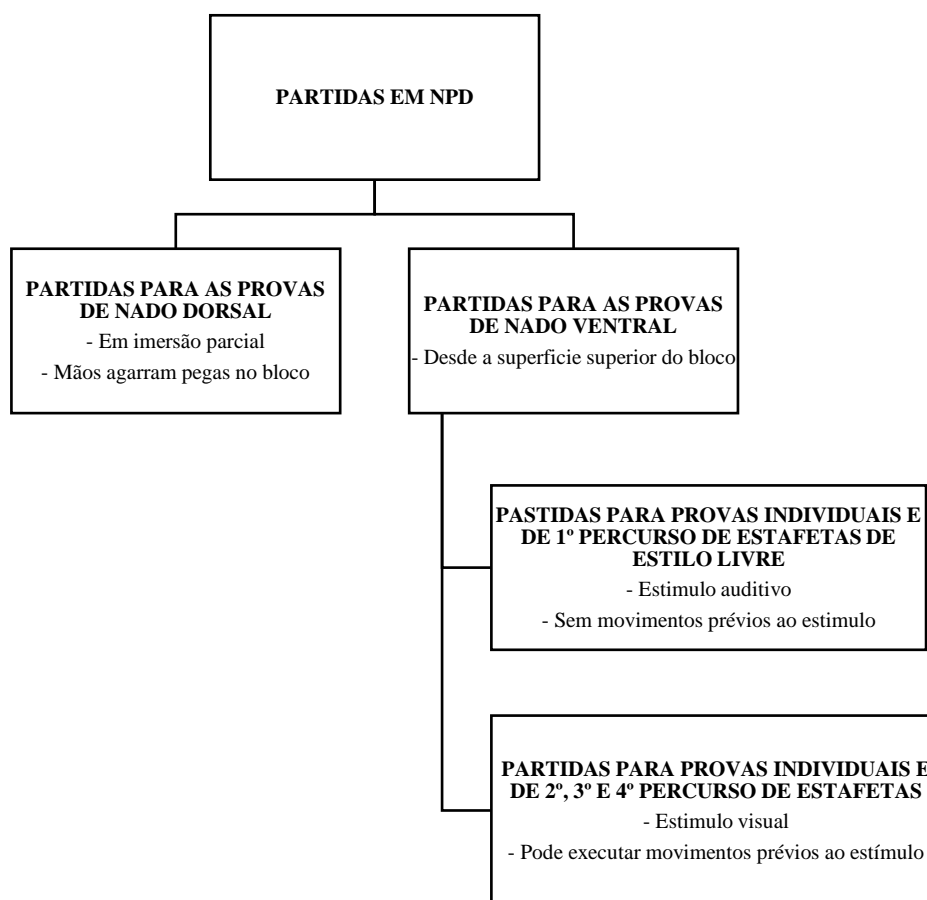 PARTIDAS EM NPD
PARTIDAS PARA AS PROVAS
DE NADO DORSAL
- Em imersão parcial
- Mãos agarram pegas no bloco
PARTIDAS PARA AS PROVAS
DE NADO VENTRAL
- Desde a superficie superior do bloco
PASTIDAS PARA PROVAS INDIVIDUAIS E
DE 1º PERCURSO DE ESTAFETAS DE
ESTILO LIVRE
- Estimulo auditivo
- Sem movimentos prévios ao estimulo
PARTIDAS PARA PROVAS INDIVIDUAIS E
DE 2º, 3º E 4º PERCURSO DE ESTAFETAS
- Estimulo visual
- Pode executar movimentos prévios ao estímulo